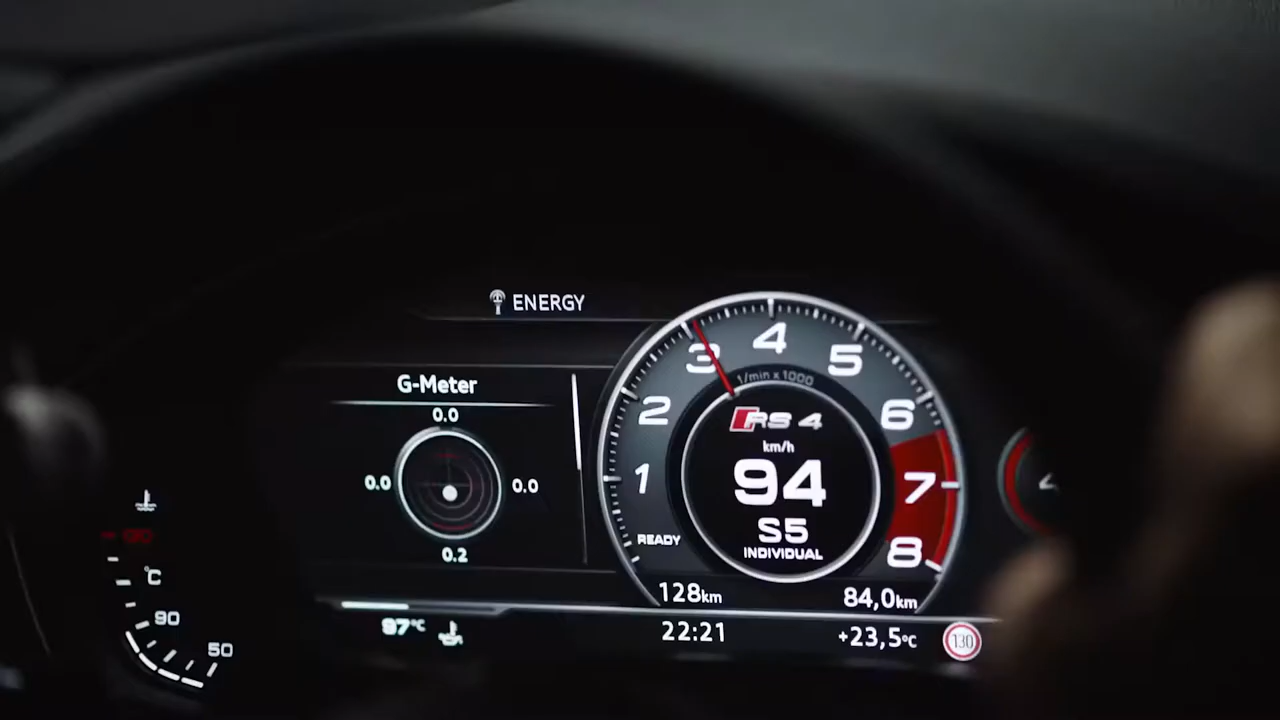 ENERGY
G-Meter
0.0
0.0
0.0
0.2
1
2
3
4
5
6
7
8
1/min x 1000
RS 4
km/h
94
S5
INDIVIDUAL
READY
128km
84,0km
°C
90
50
97°C
22:21
+23,5°C
130